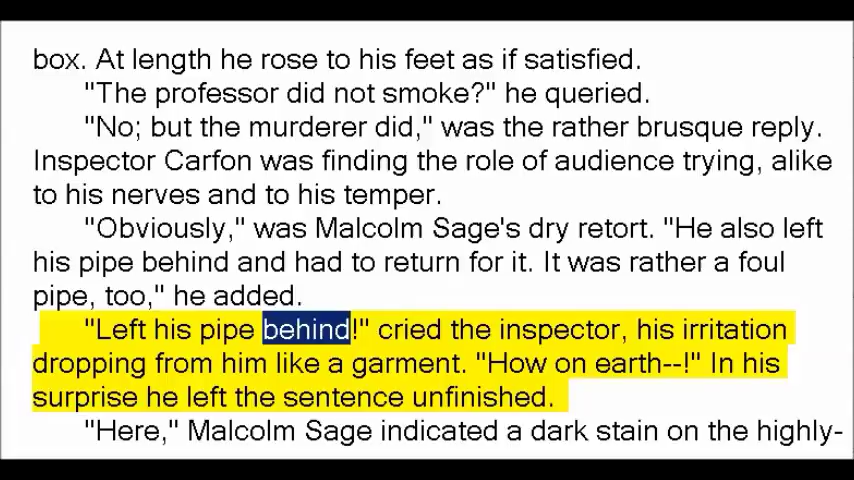 box. At length he rose to his feet as if satisfied.
"The professor did not smoke?" he queried.
"No; but the murderer did," was the rather brusque reply.
Inspector Carfon was finding the role of audience trying, alike
to his nerves and to his temper.
"Obviously," was Malcolm Sage's dry retort. "He also left
his pipe behind and had to return for it. It was rather a foul
pipe, too," he added.
"Left his pipe behind!" cried the inspector, his irritation
dropping from him like a garment. "How on earth--!" In his
surprise he left the sentence unfinished.
"Here," Malcolm Sage indicated a dark stain on the highly-